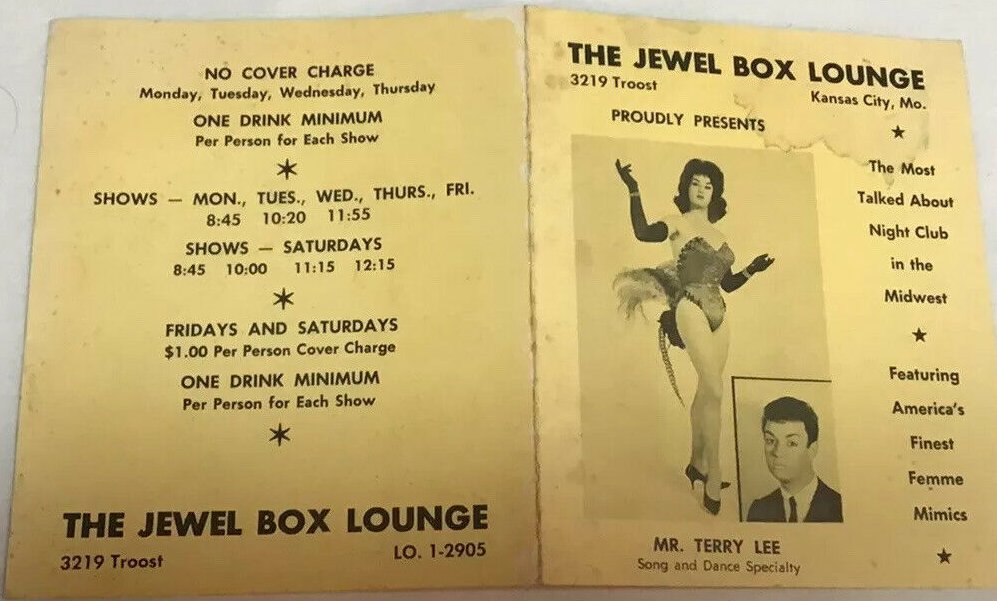 NO COVER CHARGE
Monday, Tuesday, Wednesday, Thursday
ONE DRINK MINIMUM
Per Person for Each Show
SHOWS — MON., TUES., WED., THURS., FRI.
8:45 10:20 11:55
SHOWS — SATURDAYS
8:45 10:00 11:15 12:15
FRIDAYS AND SATURDAYS
$1.00 Per Person Cover Charge
ONE DRINK MINIMUM
Per Person for Each Show
THE JEWEL BOX LOUNGE
3219 Troost LO. 1-2905
THE JEWEL BOX LOUNGE
3219 Troost Kansas City, Mo.
PROUDLY PRESENTS
The Most
Talked About
Night Club
in the
Midwest
Featuring
America's
Finest
Femme
Mimics
MR. TERRY LEE
Song and Dance Specialty